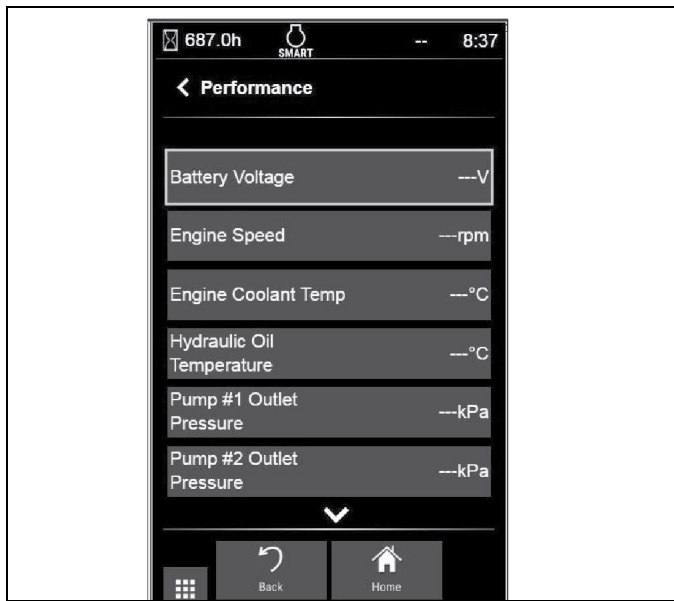 687.0h SMART -- 8:37
Performance
Battery Voltage ---V
Engine Speed ---rpm
Engine Coolant Temp ---°C
Hydraulic Oil
Temperature ---°C
Pump #1 Outlet
Pressure ---kPa
Pump #2 Outlet
Pressure ---kPa
Back Home